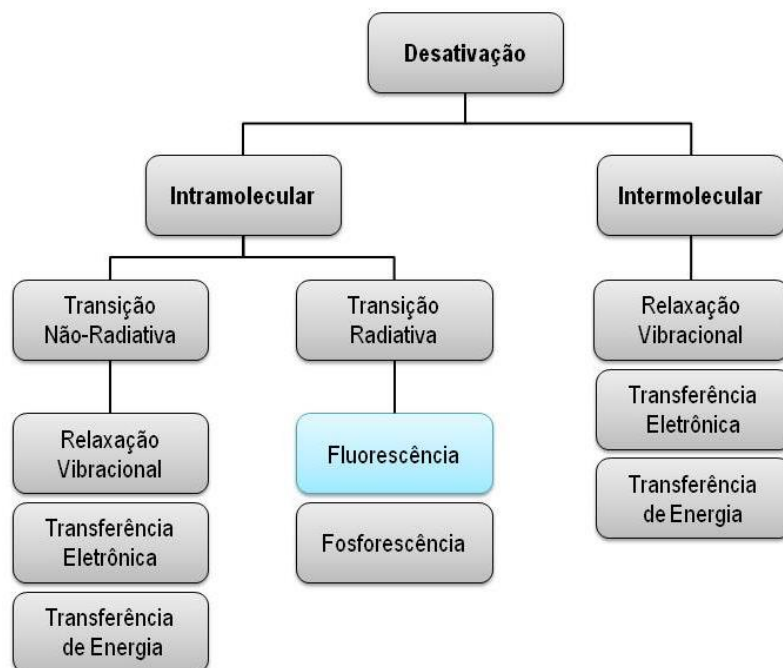 Desativação
Intramolecular
Intermolecular
Transição
Não-Radiativa
Transição
Radiativa
Relaxação
Vibracional
Relaxação
Vibracional
Transferência
Eletrônica
Transferência
de Energia
Fluorescência
Fosforescência
Transferência
Eletrônica
Transferência
de Energia